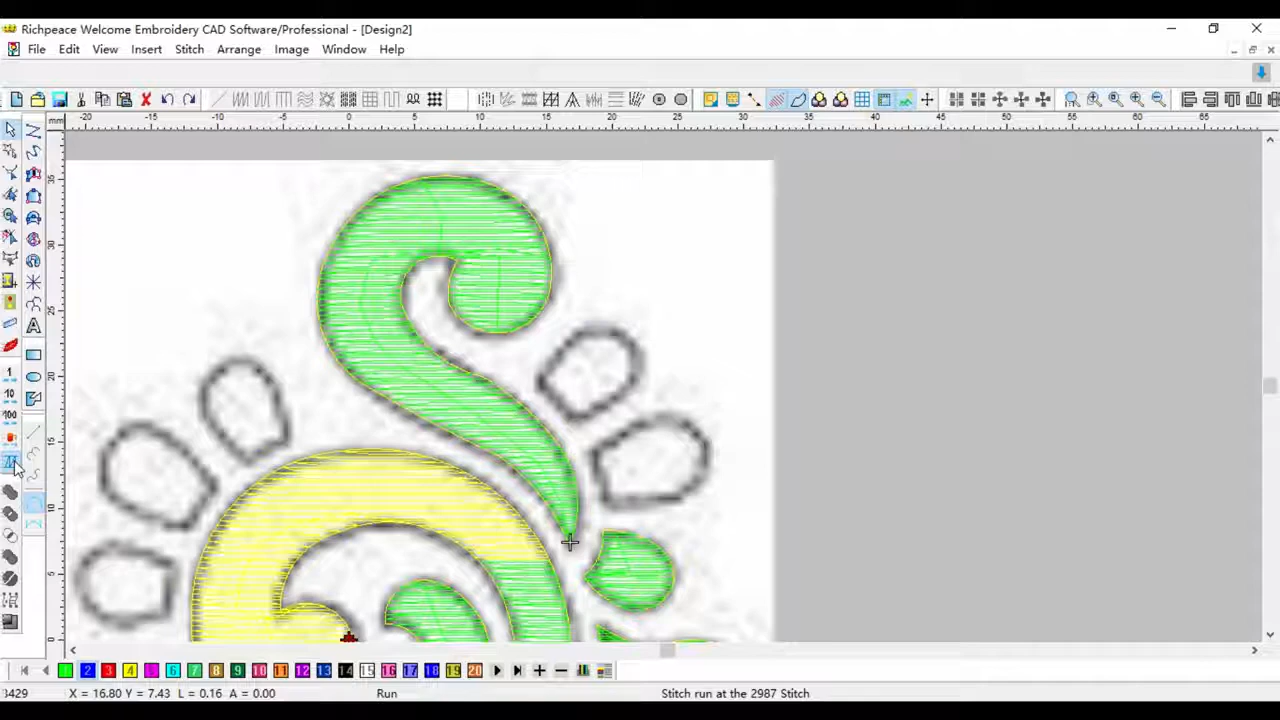 Richpeace Welcome Embroidery CAD Software/Professional - [Design2]
File Edit View Insert Stitch Arrange Image Window Help
mm -20 -15 -10 -5 0 5 10 15 20 25 30 35 40 45 50 55 60 65
35
30
25
20
15
10
5
0
A
1
10
100
2 3 4 5 6 7 8 9 10 11 12 13 14 15 16 17 18 19 20
3429 X = 16.80 Y = 7.43 L = 0.16 A = 0.00 Run Stitch run at the 2987 Stitch